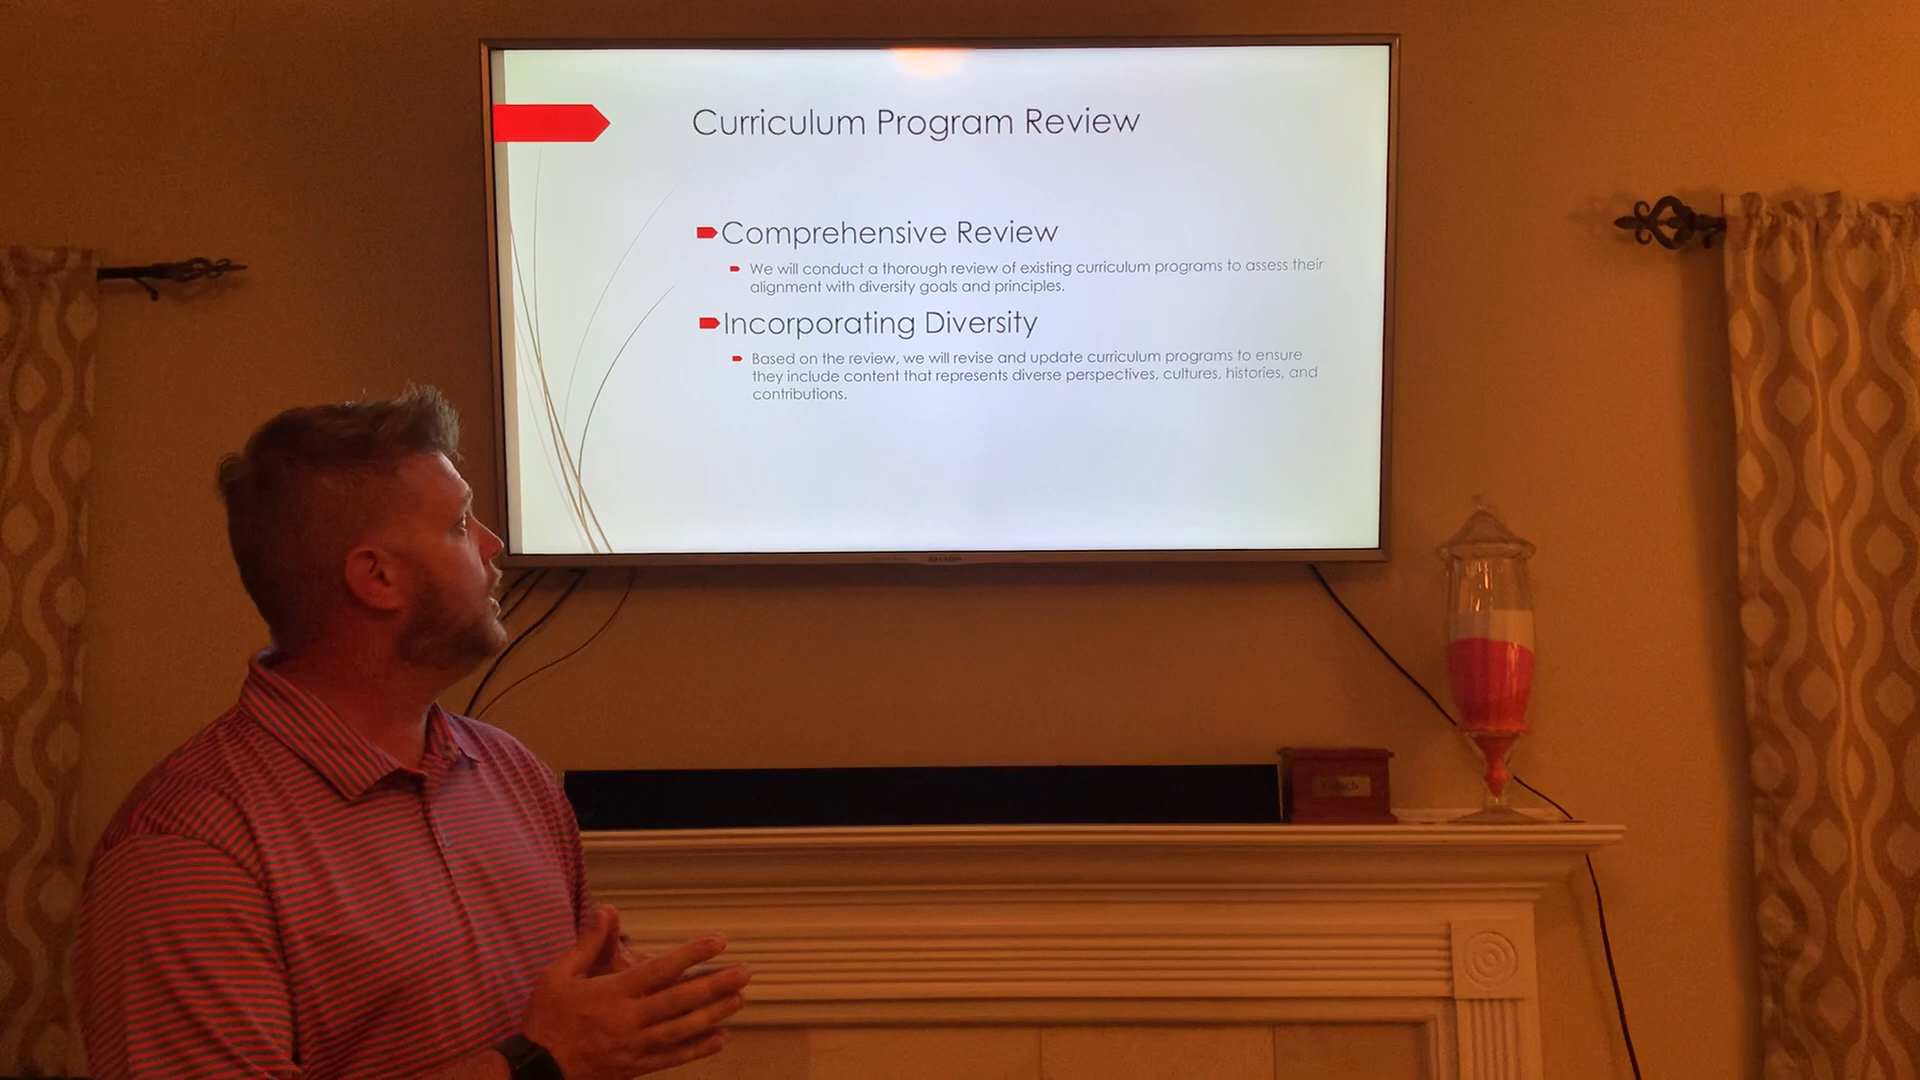 Curriculum Program Review
Comprehensive Review
We will conduct a thorough review of existing curriculum programs to assess their
alignment with diversity goals and principles.
Incorporating Diversity
Based on the review, we will revise and update curriculum programs to ensure
they include content that represents diverse perspectives, cultures, histories, and
contributions.